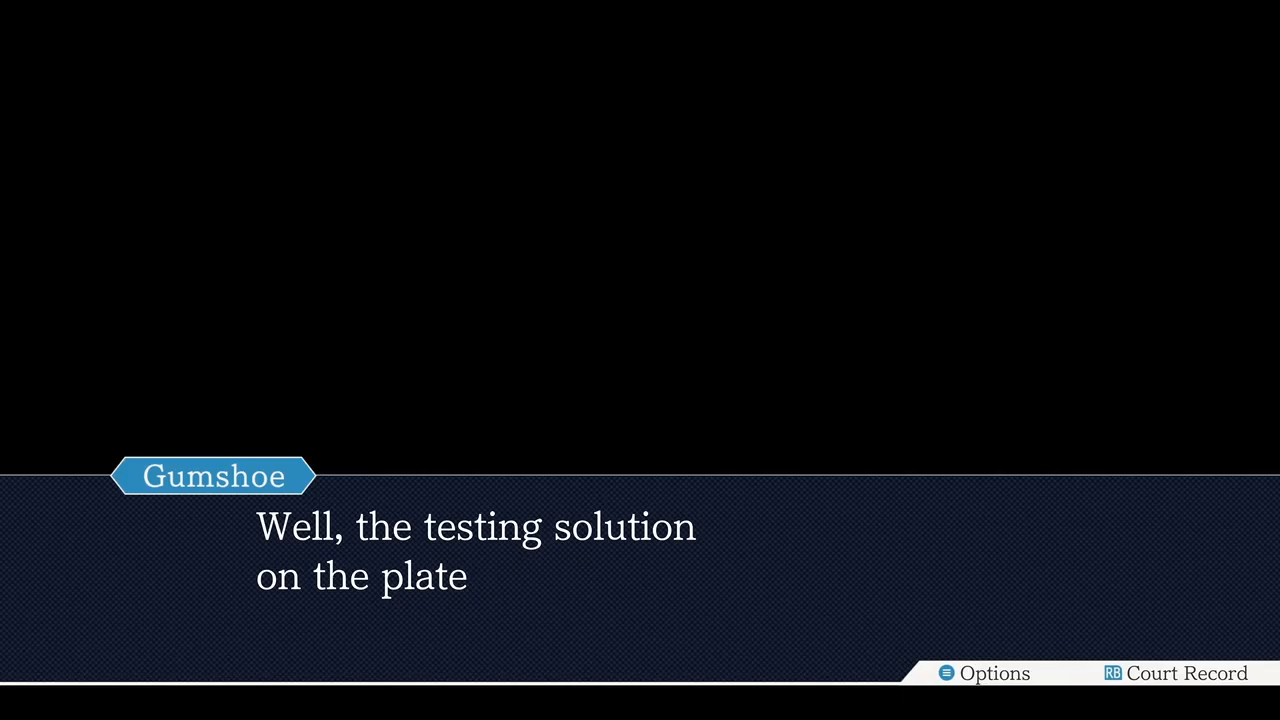 Gumshoe
Well, the testing solution
on the plate
Options
RB Court Record